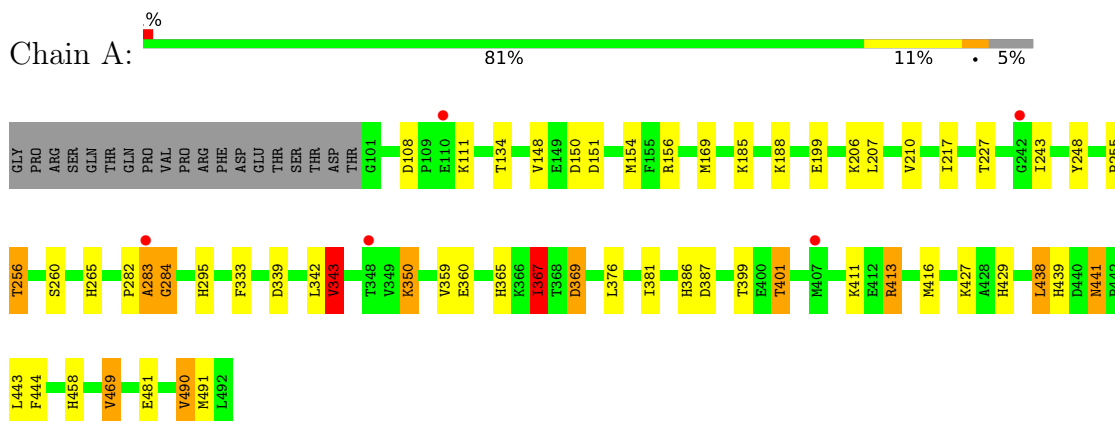 .%
Chain A:
81% 11% • 5%
GLY PRO ARG SER GLN THR GLN PRO VAL PRO ARG PHE ASP GLU THR SER THR ASP THR G101 D108 P109 E110 K111 T134 V148 E149 D150 D151 M154 F155 R156 M169 K185 K188 E199 K206 L207 V210 I217 T227 G242 I243 Y248
T256 S260 H265 P282 A283 G284 H295 F333 D339 L342 V343 T348 V349 K350 V359 E360 H365 K366 I367 T368 D369 L376 I381 H386 D387 T399 E400 T401 M407 K411 E412 R413 M416 K427 A428 H429 L438 H439 D440 N441
L443 F444 H458 V469 E481 V490 M491 L492